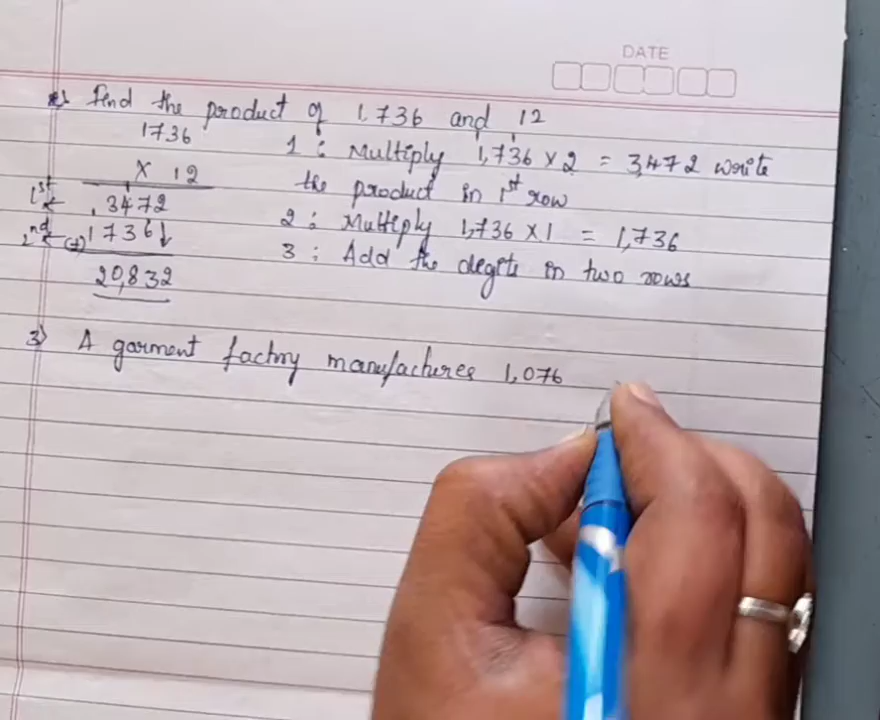 DATE
2) Find the product of 1,736 and 12
1736
X 12
1st ← 3472
2nd ← (+) 1736↓
20,832
1 : Multiply 1,736 X 2 = 3,472 write
the product in 1st row
2 : Multiply 1,736 X 1 = 1,736
3 : Add the degits in two rows
3) A garment factory manufactures 1,076